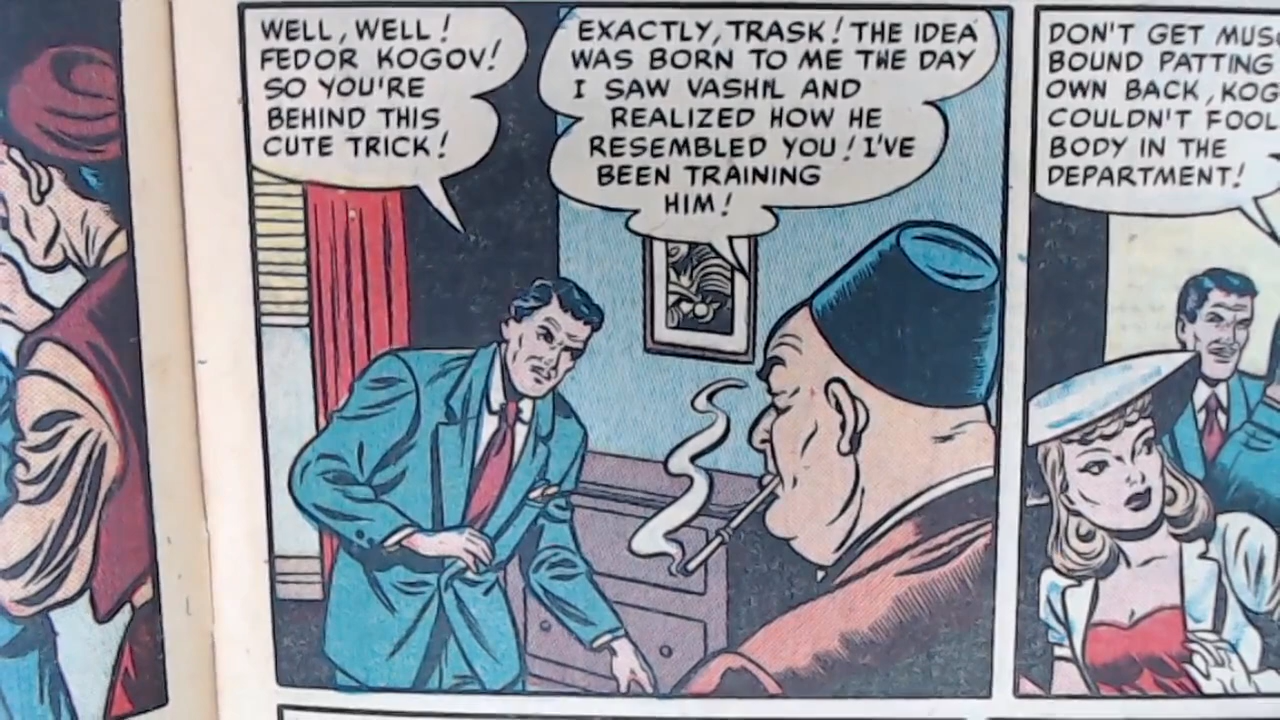 WELL, WELL!
FEDOR KOGOV!
SO YOU'RE
BEHIND THIS
CUTE TRICK!
EXACTLY, TRASK! THE IDEA
WAS BORN TO ME THE DAY
I SAW VASHIL AND
REALIZED HOW HE
RESEMBLED YOU! I'VE
BEEN TRAINING
HIM!
DON'T GET
BOUND PATTING
OWN BACK,
COULDN'T FOOL
BODY IN THE
DEPARTMENT!